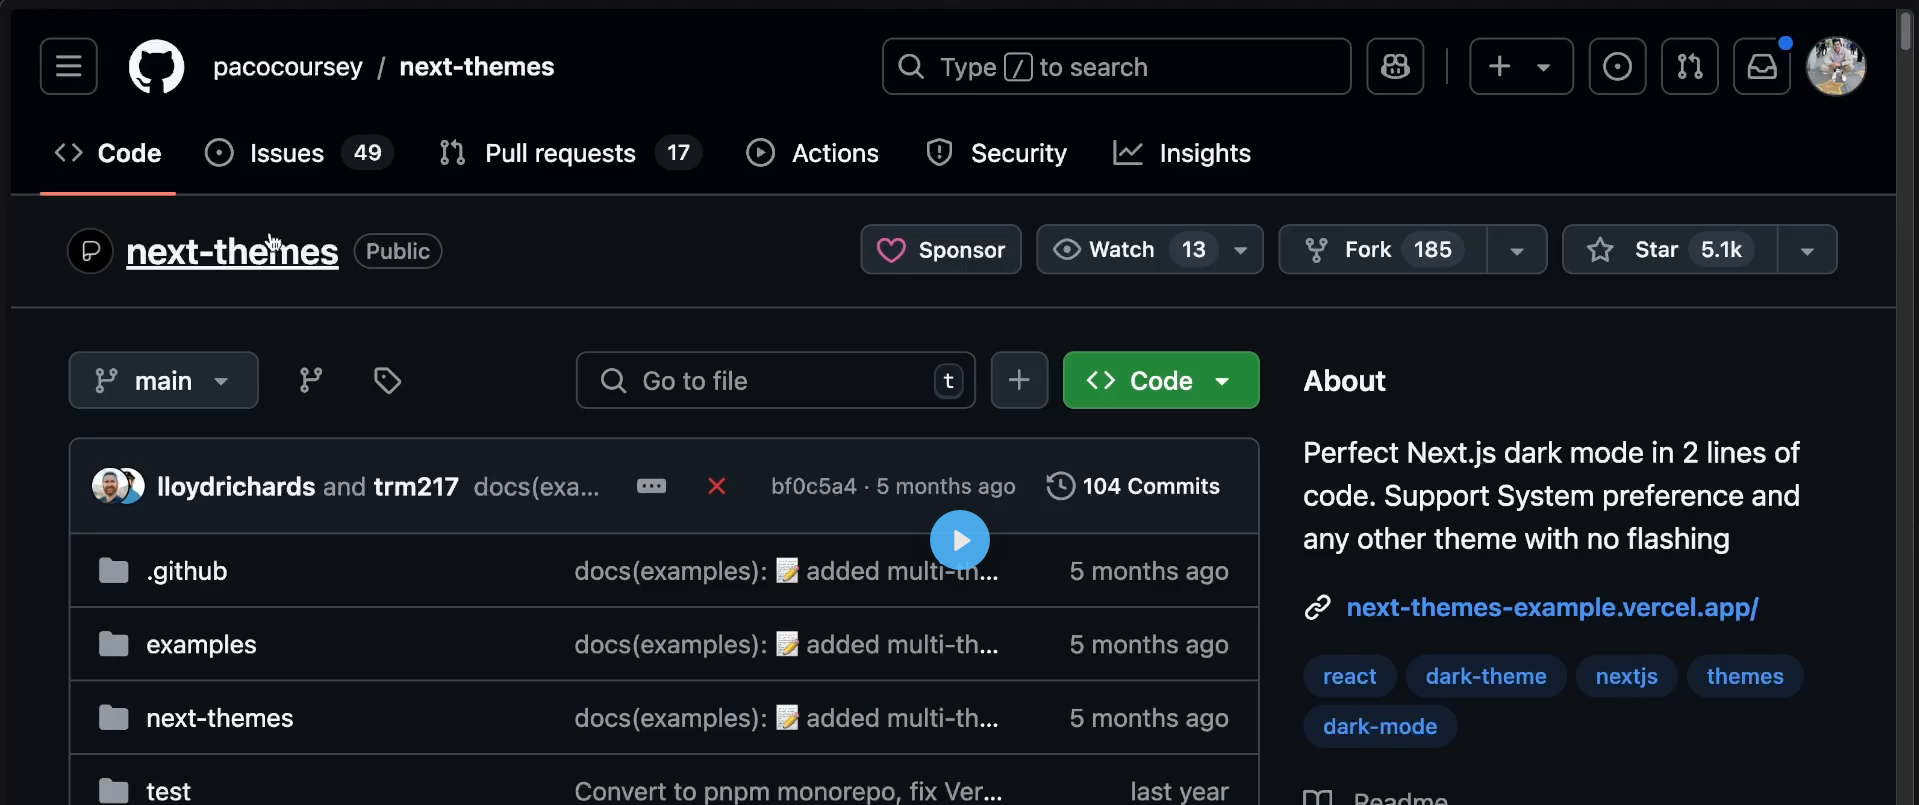 pacocoursey / next-themes
Type / to search
Code
Issues 49
Pull requests 17
Actions
Security
Insights
next-themes Public
Sponsor
Watch 13
Fork 185
Star 5.1k
main
Go to file t
Code
lloydrichards and trm217 docs(exa... bf0c5a4 · 5 months ago 104 Commits
.github docs(examples): 📝 added multi-th... 5 months ago
examples docs(examples): 📝 added multi-th... 5 months ago
next-themes docs(examples): 📝 added multi-th... 5 months ago
test Convert to pnpm monorepo, fix Ver... last year
About
Perfect Next.js dark mode in 2 lines of
code. Support System preference and
any other theme with no flashing
next-themes-example.vercel.app/
react dark-theme nextjs themes
dark-mode
Readme